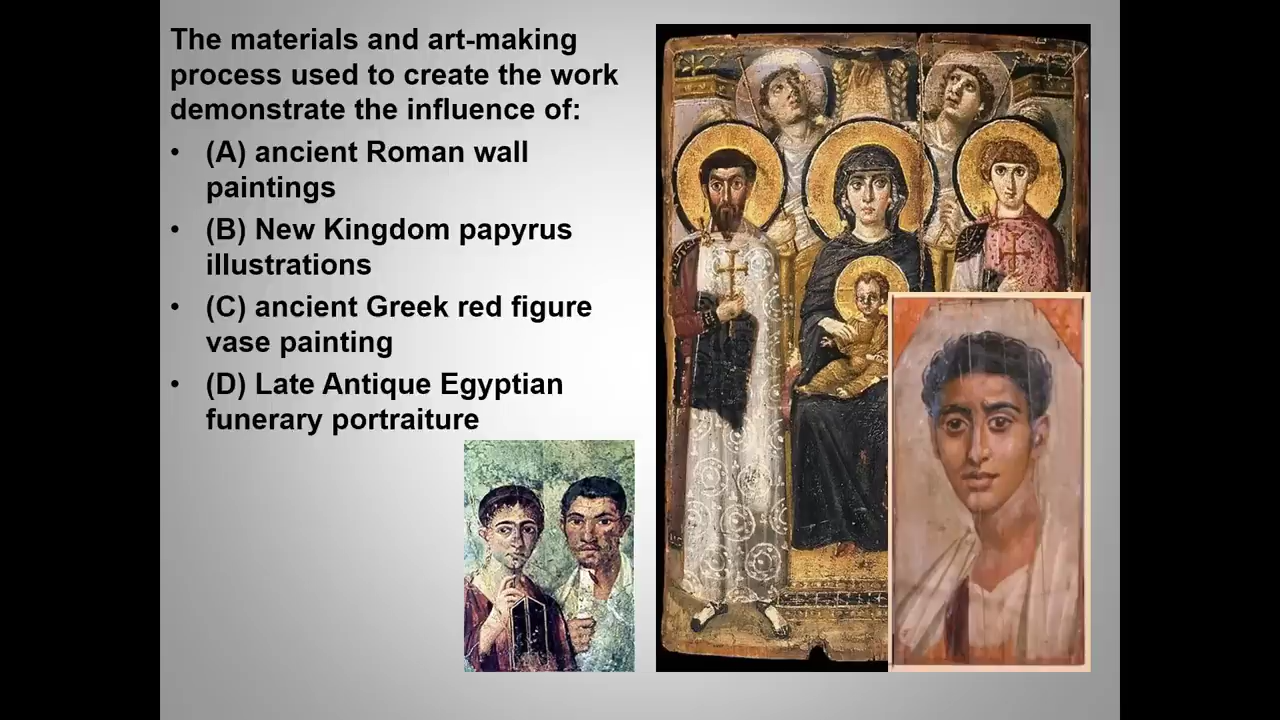 The materials and art-making
process used to create the work
demonstrate the influence of:
• (A) ancient Roman wall
paintings
• (B) New Kingdom papyrus
illustrations
• (C) ancient Greek red figure
vase painting
• (D) Late Antique Egyptian
funerary portraiture